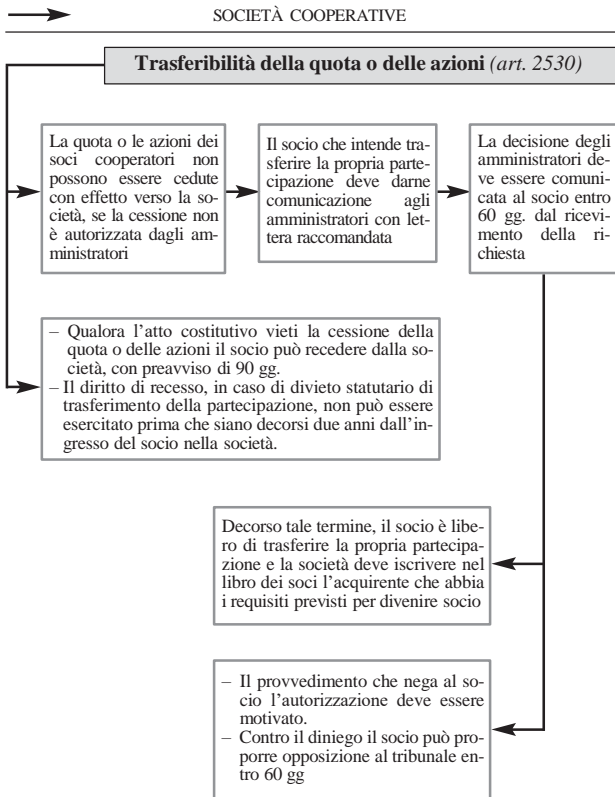 SOCIETÀ COOPERATIVE
Trasferibilità della quota o delle azioni (art. 2530)
La quota o le azioni dei
soci cooperatori non
possono essere cedute
con effetto verso la so-
cietà, se la cessione non
è autorizzata dagli am-
ministratori
Il socio che intende tra-
sferire la propria parte-
cipazione deve darne
comunicazione agli
amministratori con let-
tera raccomandata
La decisione degli
amministratori de-
ve essere comuni-
cata al socio entro
60 gg. dal ricevi-
mento della ri-
chiesta
– Qualora l’atto costitutivo vieti la cessione della
quota o delle azioni il socio può recedere dalla so-
cietà, con preavviso di 90 gg.
– Il diritto di recesso, in caso di divieto statutario di
trasferimento della partecipazione, non può essere
esercitato prima che siano decorsi due anni dall’in-
gresso del socio nella società.
Decorso tale termine, il socio è libe-
ro di trasferire la propria partecipa-
zione e la società deve iscrivere nel
libro dei soci l’acquirente che abbia
i requisiti previsti per divenire socio
– Il provvedimento che nega al so-
cio l’autorizzazione deve essere
motivato.
– Contro il diniego il socio può pro-
porre opposizione al tribunale en-
tro 60 gg